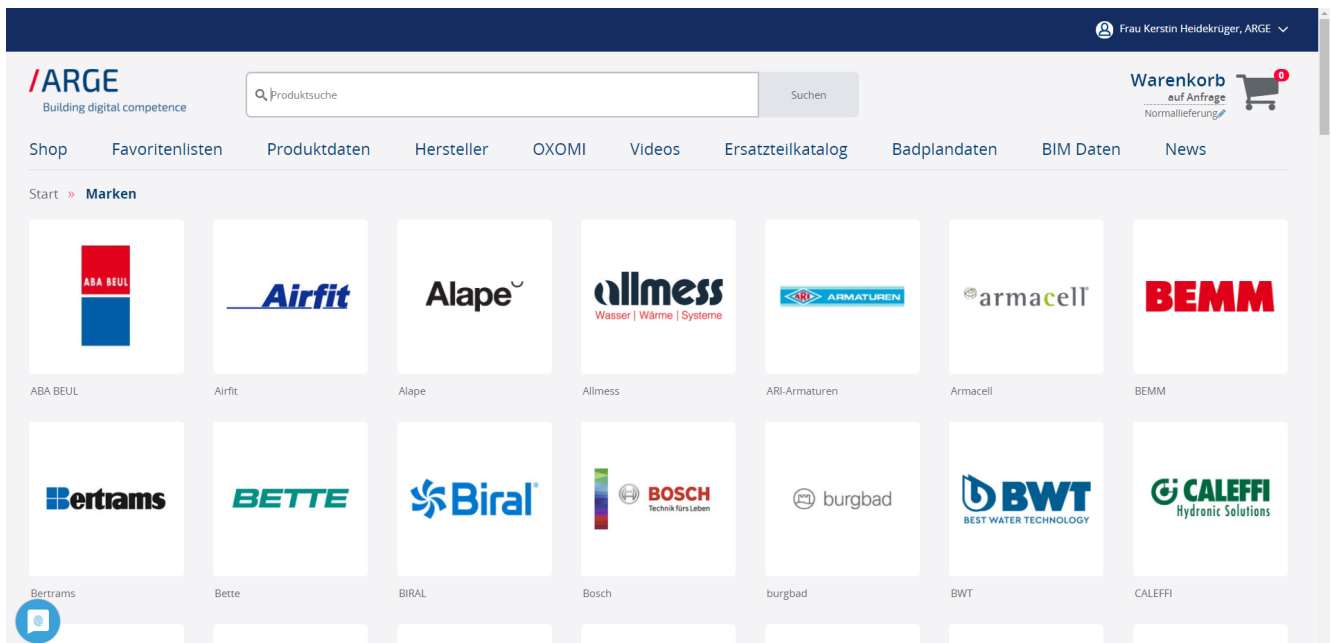 Frau Kerstin Heidekrüger, ARGE
/ARGE
Building digital competence
Produktsuche
Suchen
Warenkorb
0
auf Anfrage
Normallieferung
Shop Favoritenlisten Produktdaten Hersteller OXOMI Videos Ersatzteilkatalog Badplandaten BIM Daten News
Start » Marken
ABA BEUL
Airfit
Alape
allmess
Wasser | Wärme | Systeme
ARI ARMATUREN
armacell
BEMM
ABA BEUL Airfit Alape Allmess ARI-Armaturen Armacell BEMM
Bertrams
BETTE
Biral
BOSCH
Technik fürs Leben
burgbad
BWT
BEST WATER TECHNOLOGY
CALEFFI
Hydronic Solutions
Bertrams Bette BIRAL Bosch burgbad BWT CALEFFI